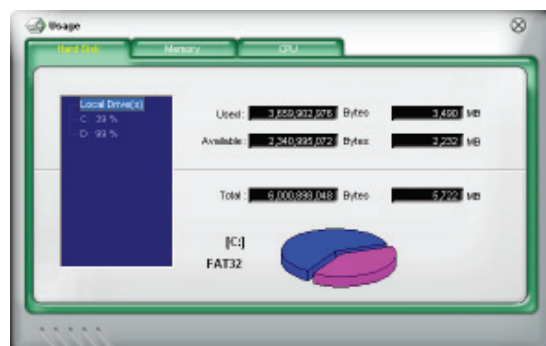 Usage
Hard Disk Memory CPU
Local Drive(s)
C: 39 %
D: 99 %
Used : 3,659,902,976 Bytes 3,490 MB
Available : 2,340,995,072 Bytes 2,232 MB
Total : 6,000,898,048 Bytes 5,722 MB
[C:]
FAT32